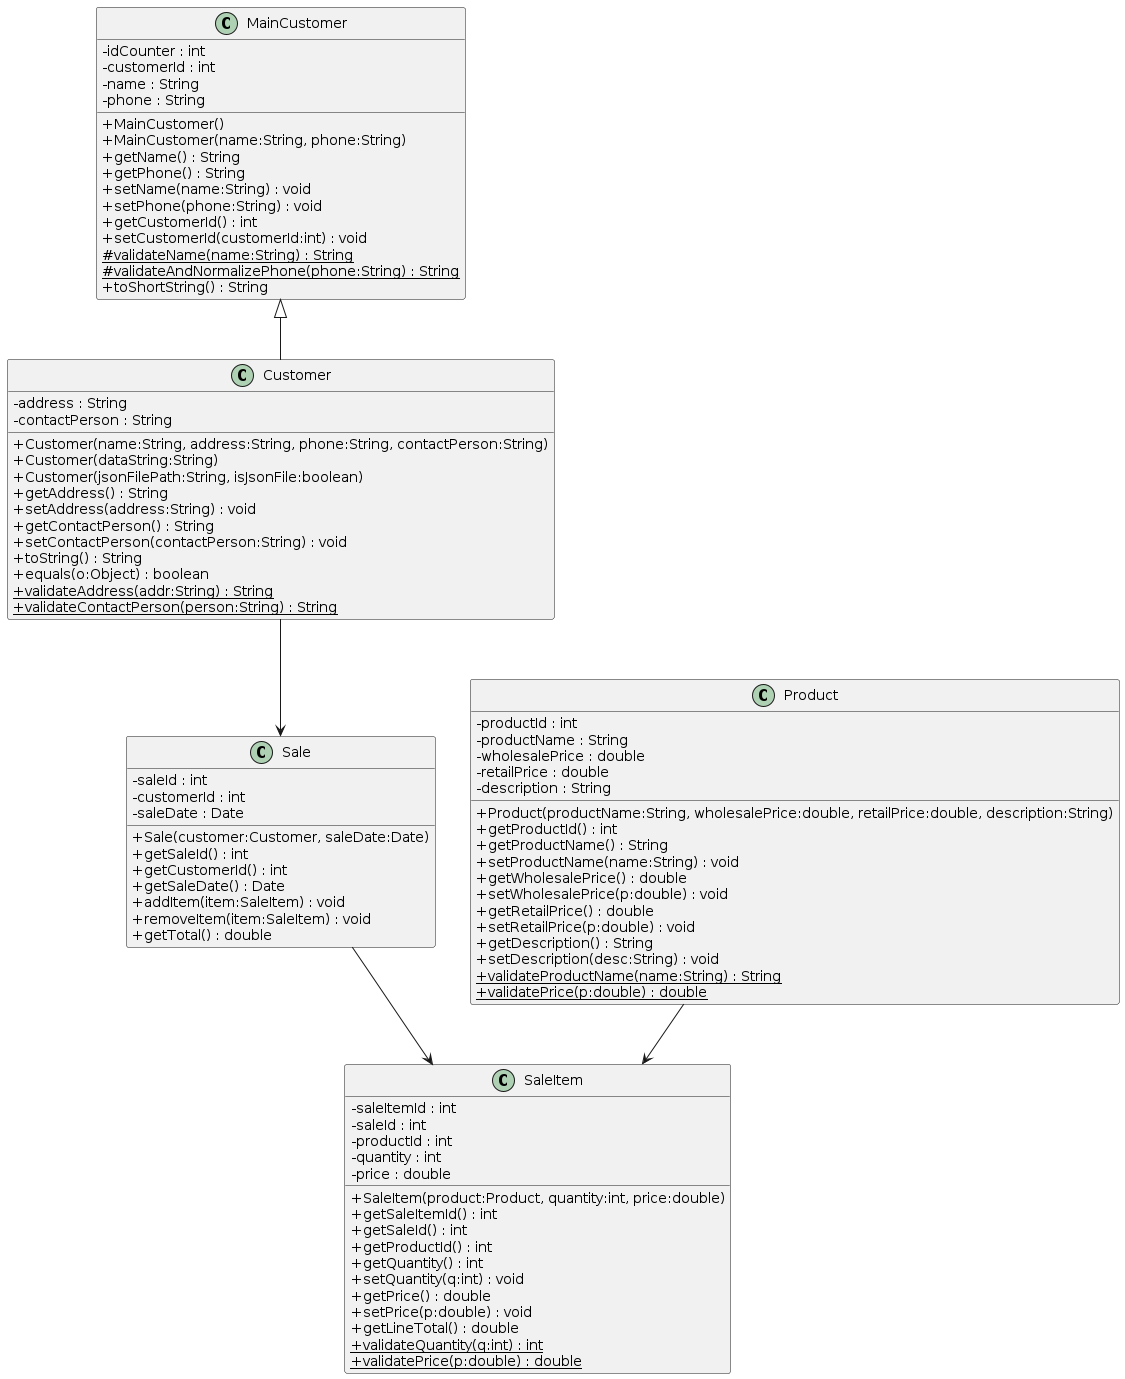 C MainCustomer
-idCounter : int
-customerId : int
-name : String
-phone : String
+MainCustomer()
+MainCustomer(name:String, phone:String)
+getName() : String
+getPhone() : String
+setName(name:String) : void
+setPhone(phone:String) : void
+getCustomerId() : int
+setCustomerId(customerId:int) : void
#validateName(name:String) : String
#validateAndNormalizePhone(phone:String) : String
+toShortString() : String
C Customer
-address : String
-contactPerson : String
+Customer(name:String, address:String, phone:String, contactPerson:String)
+Customer(dataString:String)
+Customer(jsonFilePath:String, isJsonFile:boolean)
+getAddress() : String
+setAddress(address:String) : void
+getContactPerson() : String
+setContactPerson(contactPerson:String) : void
+toString() : String
+equals(o:Object) : boolean
+validateAddress(addr:String) : String
+validateContactPerson(person:String) : String
C Sale
-saleId : int
-customerId : int
-saleDate : Date
+Sale(customer:Customer, saleDate:Date)
+getSaleId() : int
+getCustomerId() : int
+getSaleDate() : Date
+addItem(item:SaleItem) : void
+removeItem(item:SaleItem) : void
+getTotal() : double
C Product
-productId : int
-productName : String
-wholesalePrice : double
-retailPrice : double
-description : String
+Product(productName:String, wholesalePrice:double, retailPrice:double, description:String)
+getProductId() : int
+getProductName() : String
+setProductName(name:String) : void
+getWholesalePrice() : double
+setWholesalePrice(p:double) : void
+getRetailPrice() : double
+setRetailPrice(p:double) : void
+getDescription() : String
+setDescription(desc:String) : void
+validateProductName(name:String) : String
+validatePrice(p:double) : double
C SaleItem
-saleItemId : int
-saleId : int
-productId : int
-quantity : int
-price : double
+SaleItem(product:Product, quantity:int, price:double)
+getSaleItemId() : int
+getSaleId() : int
+getProductId() : int
+getQuantity() : int
+setQuantity(q:int) : void
+getPrice() : double
+setPrice(p:double) : void
+getLineTotal() : double
+validateQuantity(q:int) : int
+validatePrice(p:double) : double